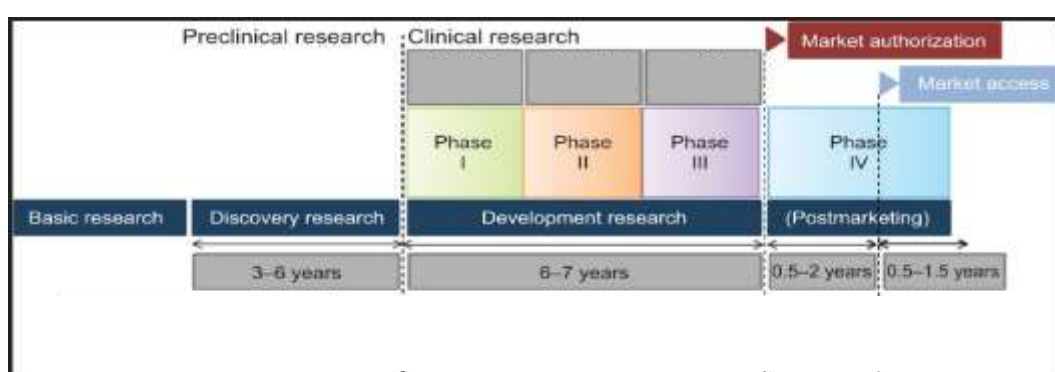 Preclinical research
Clinical research
Market authorization
Market access
Phase
I
Phase
II
Phase
III
Phase
IV
Basic research
Discovery research
Development research
(Postmarketing)
3–6 years
6–7 years
0.5–2 years
0.5–1.5 years